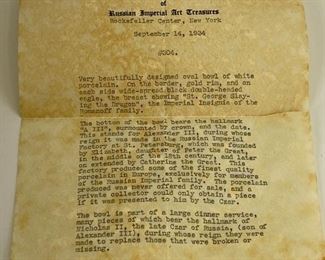 of
Russian Imperial Art Treasures
Rockefeller Center, New York
September 14, 1934
#304.
Very beautifully designed oval bowl of white
porcelain. On the border, gold rim, and on
each side wide-spread black double-headed
eagle, the breast showing "St. George Slay-
ing the Dragon", the Imperial Insignia of the
Romanoff family.
The bottom of the bowl bears the hallmark
"A III", surmounted by crown, and the date.
This stands for Alexander III, during whose
reign it was made at the Russian Imperial
Factory at St. Petersburg, which was founded
by Elizabeth, daughter of Peter the Great,
in the middle of the 18th century, and later
on extended by Catherine the Great. This
factory produced some of the finest quality
porcelain in Europe, exclusively for members
of the Russian Imperial family. The porcelain
produced was never offered for sale, and a
private collector could only obtain a piece
if it was presented to him by the Czar.
The bowl is part of a large dinner service,
many pieces of which bear the hallmark of
Nicholas II, the late Czar of Russia, (son of
Alexander III), during whose reign they were
made to replace those that were broken or
missing.